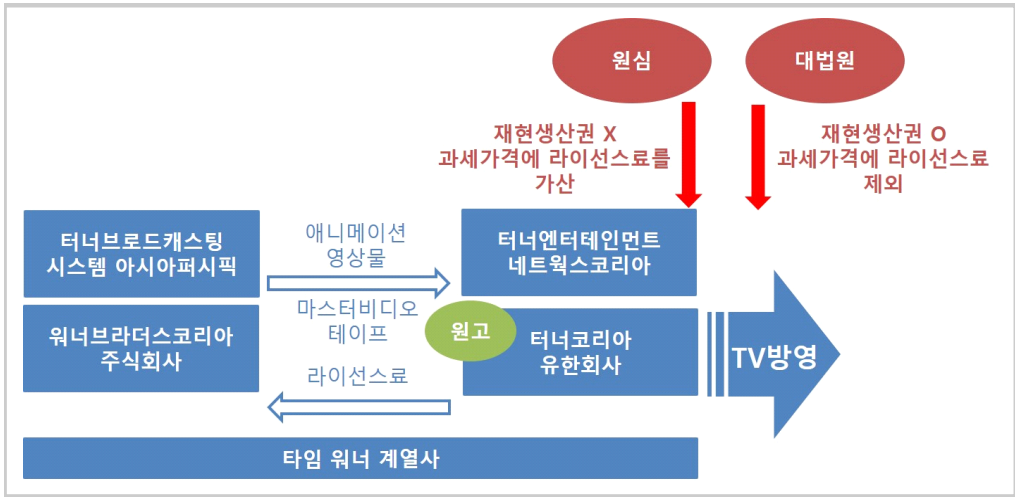 원심
대법원
재현생산권 X
과세가격에 라이선스료를
가산
재현생산권 O
과세가격에 라이선스료
제외
터너브로드캐스팅
시스템 아시아퍼시픽
애니메이션
영상물
터너엔터테인먼트
네트웍스코리아
워너브라더스코리아
주식회사
마스터비디오
테이프
원고
터너코리아
유한회사
TV방영
라이선스료
타임 워너 계열사